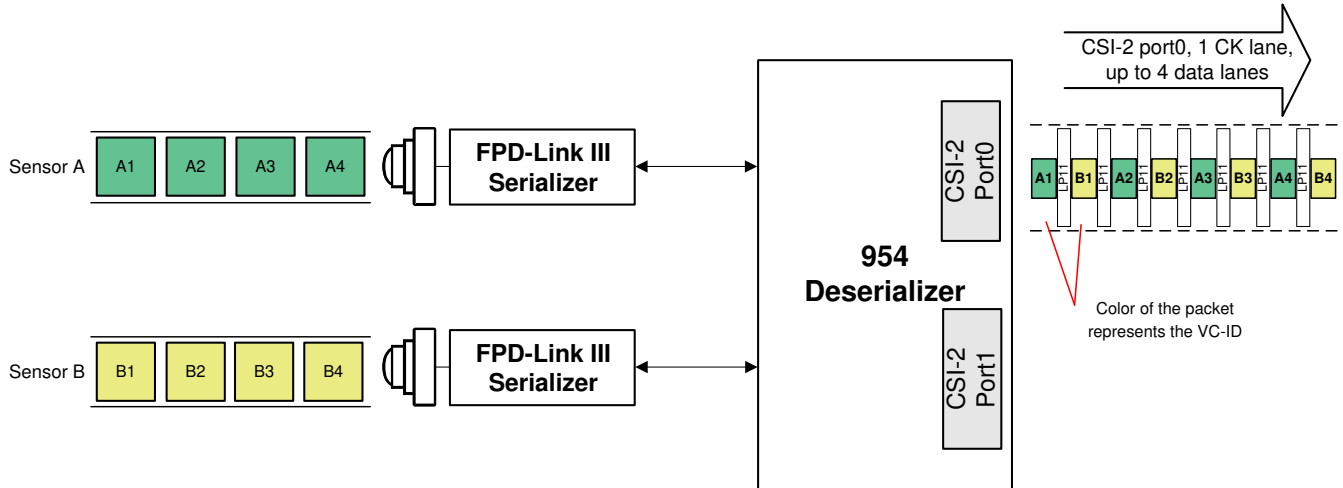 CSI-2 port0, 1 CK lane,
up to 4 data lanes
Sensor A
A1 A2 A3 A4
FPD-Link III
Serializer
CSI-2
Port0
A1 LP11 B1 LP11 A2 LP11 B2 LP11 A3 LP11 B3 LP11 A4 LP11 B4
954
Deserializer
Color of the packet
represents the VC-ID
Sensor B
B1 B2 B3 B4
FPD-Link III
Serializer
CSI-2
Port1